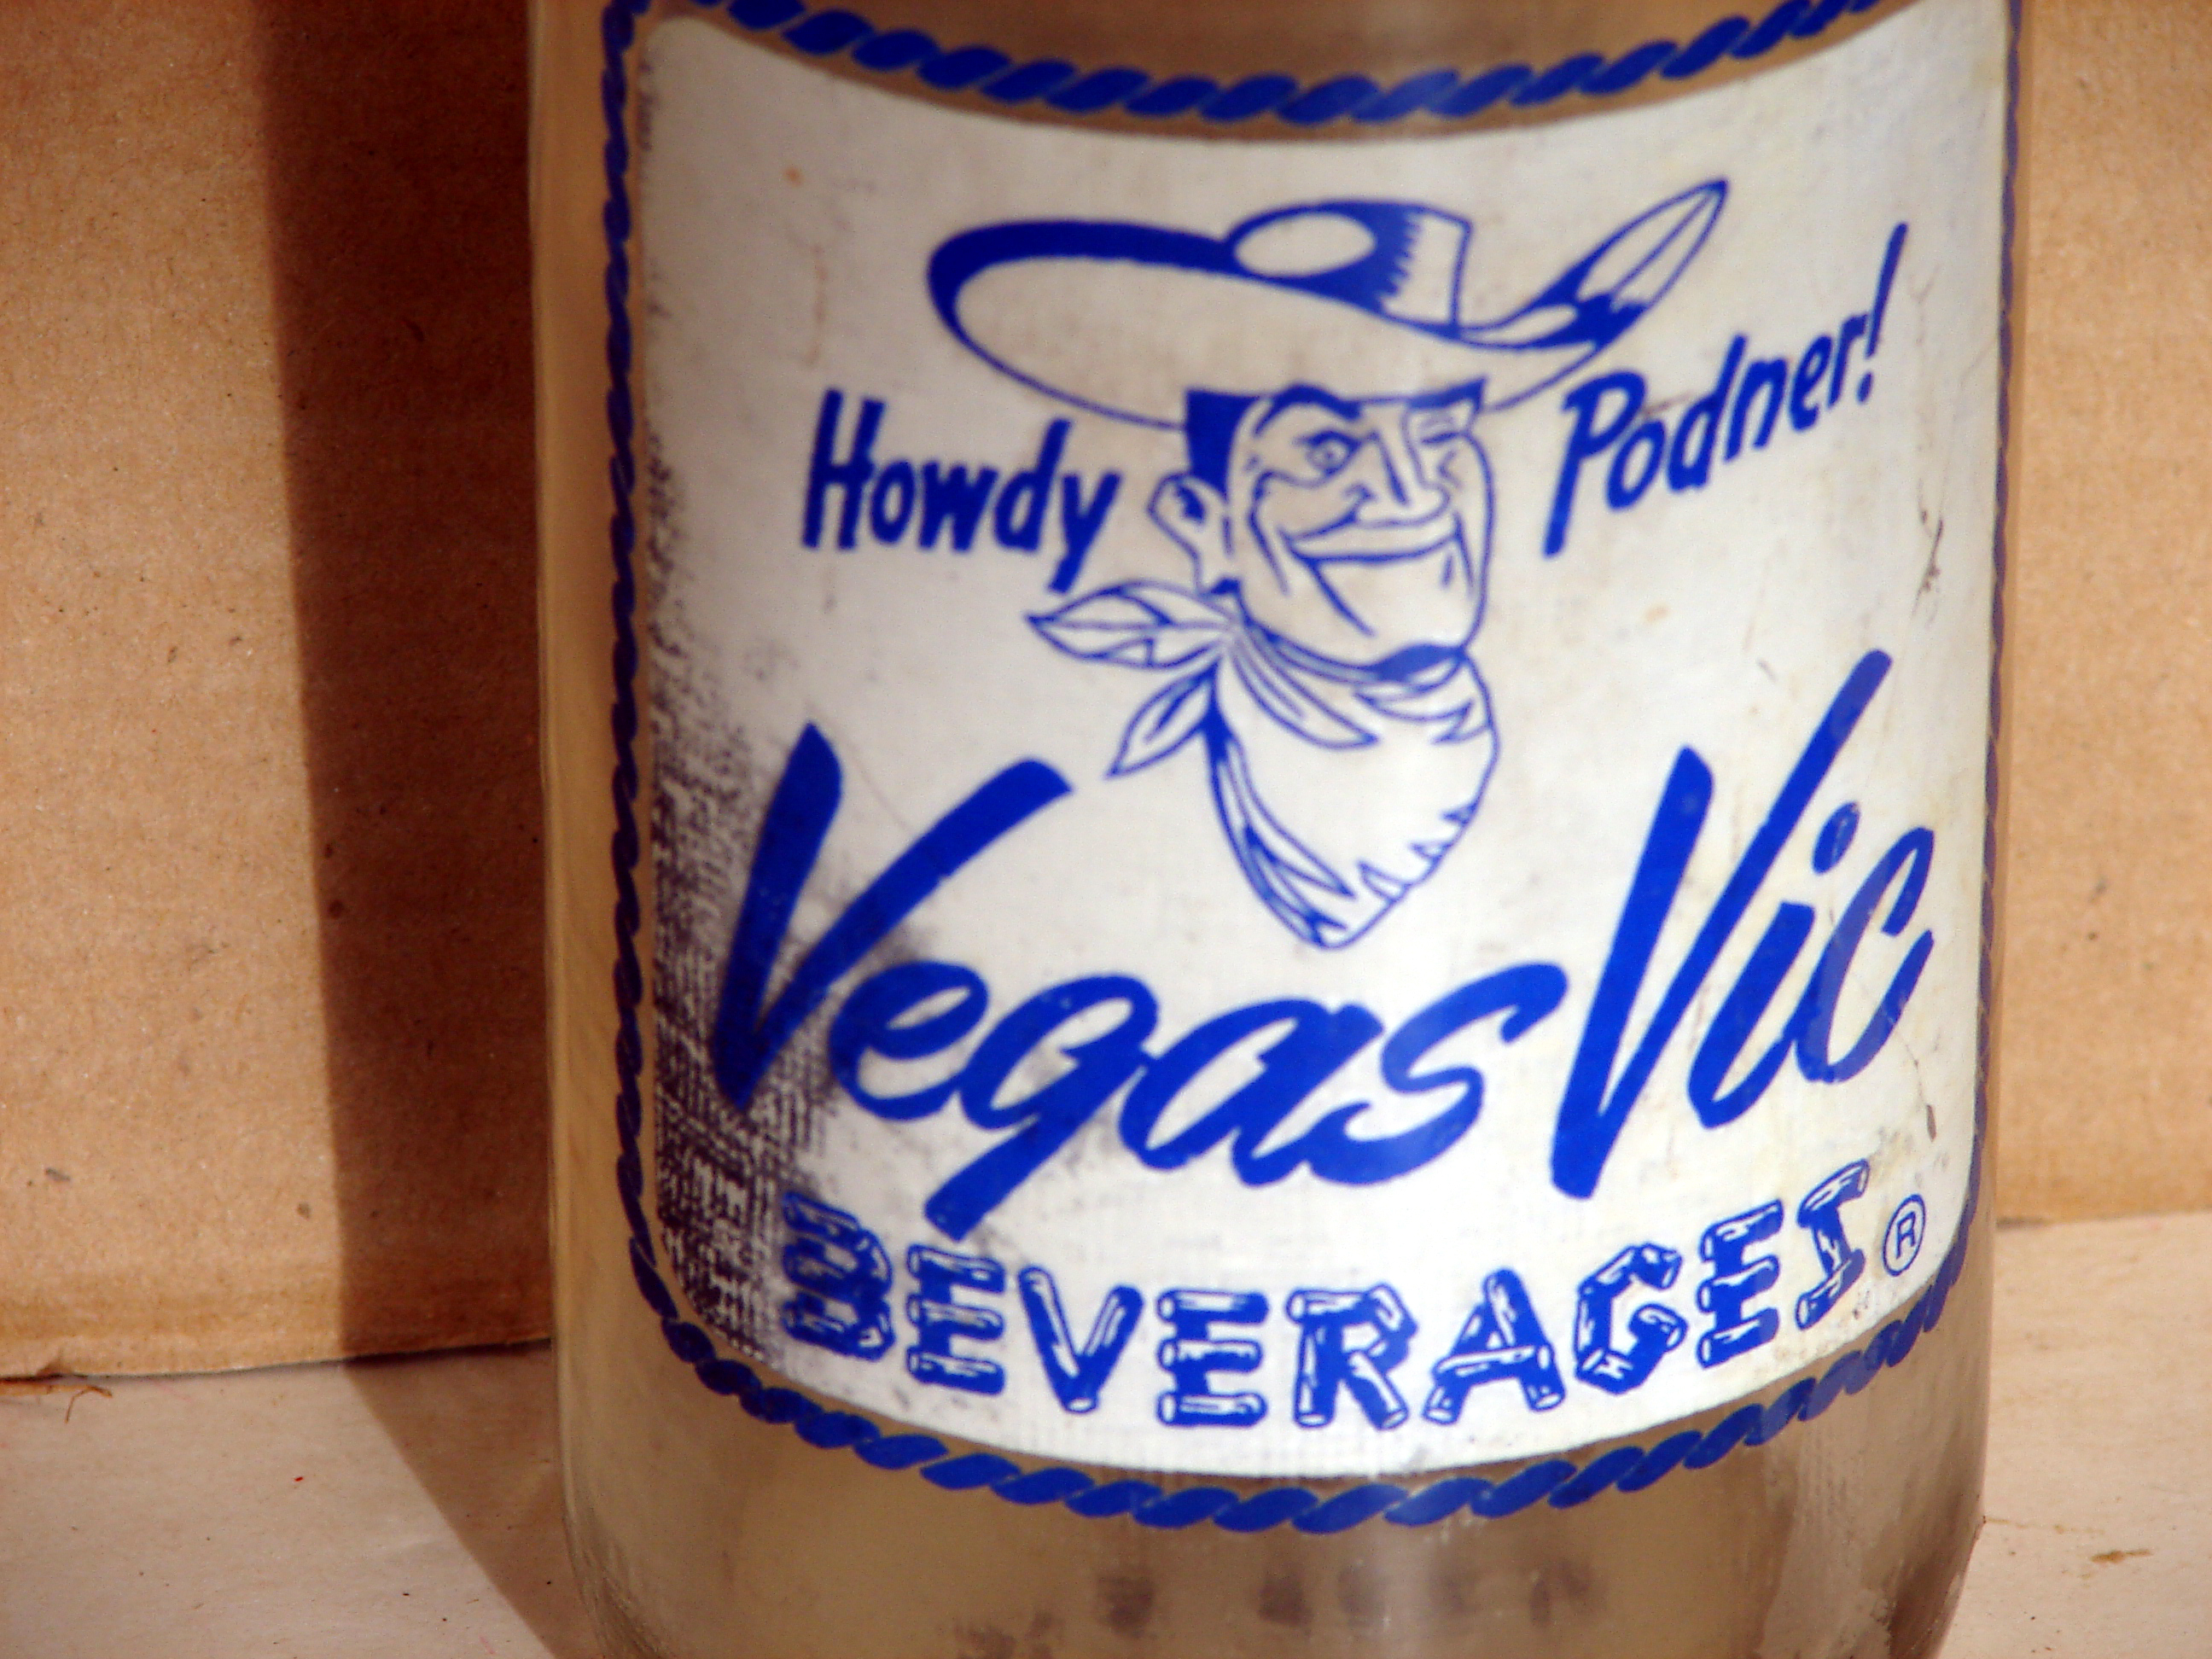 Howdy Podner!
Vegas Vic
BEVERAGES ®